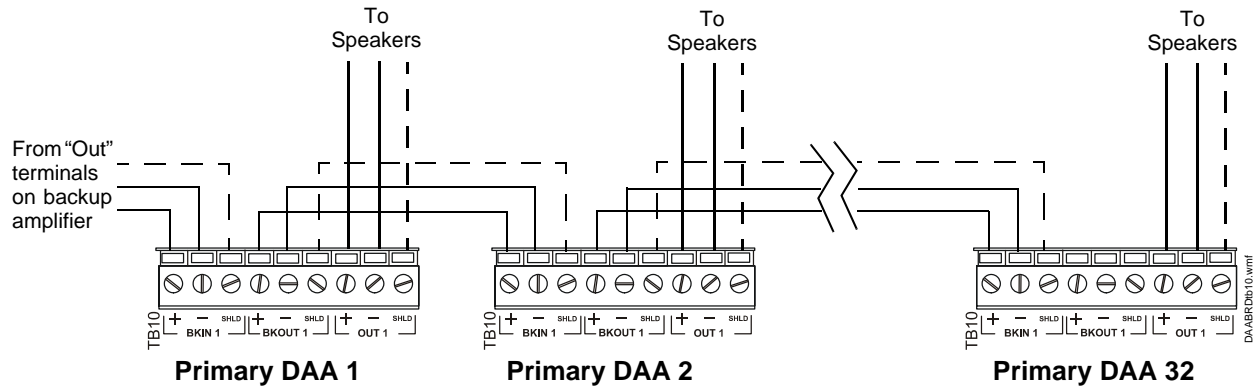 To
Speakers
To
Speakers
To
Speakers
From "Out"
terminals
on backup
amplifier
TB10
+ − SHLD + − SHLD + − SHLD
BKIN 1 BKOUT 1 OUT 1
TB10
+ − SHLD + − SHLD + − SHLD
BKIN 1 BKOUT 1 OUT 1
TB10
+ − SHLD + − SHLD + − SHLD
BKIN 1 BKOUT 1 OUT 1
DAABRDtb10.wmf
Primary DAA 1
Primary DAA 2
Primary DAA 32